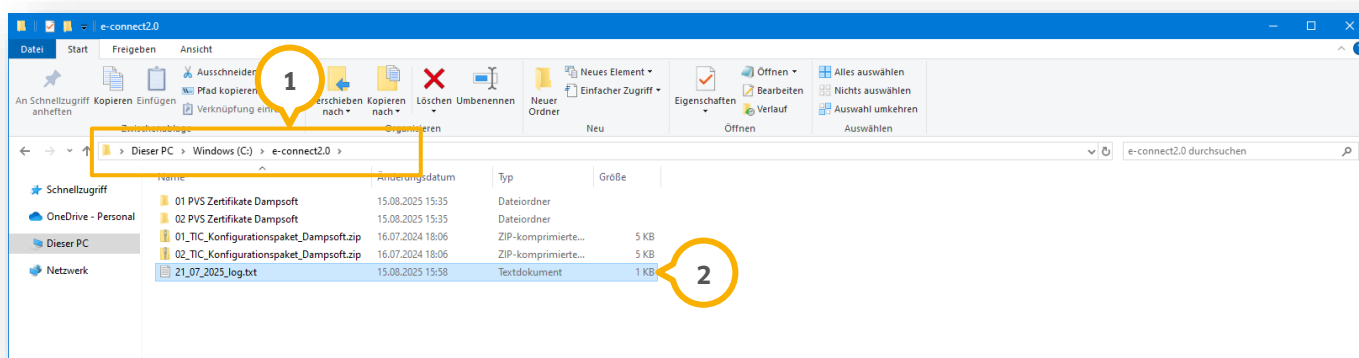 e-connect2.0
Datei Start Freigeben Ansicht
An Schnellzugriff anheften
Kopieren
Einfügen
Ausschneiden
Pfad kopieren
Verknüpfung
Zwischenablage
nach
Kopieren nach
Löschen
Umbenennen
Organisieren
Neuer Ordner
Neues Element
Einfacher Zugriff
Neu
Eigenschaften
Öffnen
Bearbeiten
Verlauf
Öffnen
Alles auswählen
Nichts auswählen
Auswahl umkehren
Auswählen
1
Dieser PC > Windows (C:) > e-connect2.0 >
e-connect2.0 durchsuchen
Schnellzugriff
OneDrive - Personal
Dieser PC
Netzwerk
Name Änderungsdatum Typ Größe
01 PVS Zertifikate Dampsoft 15.08.2025 15:35 Dateiordner
02 PVS Zertifikate Dampsoft 15.08.2025 15:35 Dateiordner
01_TIC_Konfigurationspaket_Dampsoft.zip 16.07.2024 18:06 ZIP-komprimierte... 5 KB
02_TIC_Konfigurationspaket_Dampsoft.zip 16.07.2024 18:06 ZIP-komprimierte... 5 KB
21_07_2025_log.txt 15.08.2025 15:58 Textdokument 1 KB
2